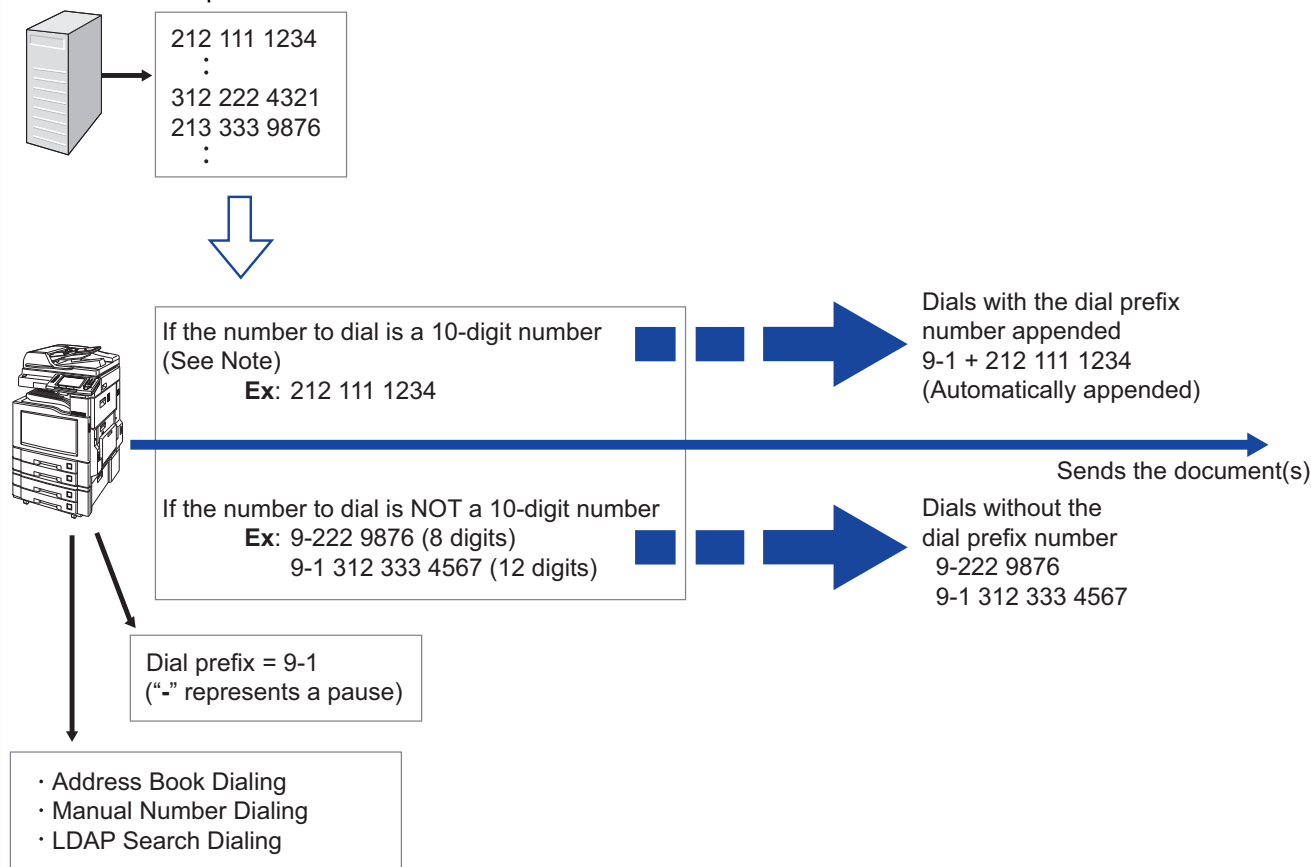 212 111 1234
:
312 222 4321
213 333 9876
:
If the number to dial is a 10-digit number
(See Note)
Ex: 212 111 1234
Dials with the dial prefix
number appended
9-1 + 212 111 1234
(Automatically appended)
Sends the document(s)
If the number to dial is NOT a 10-digit number
Ex: 9-222 9876 (8 digits)
9-1 312 333 4567 (12 digits)
Dials without the
dial prefix number
9-222 9876
9-1 312 333 4567
Dial prefix = 9-1
(“-” represents a pause)
・Address Book Dialing
・Manual Number Dialing
・LDAP Search Dialing